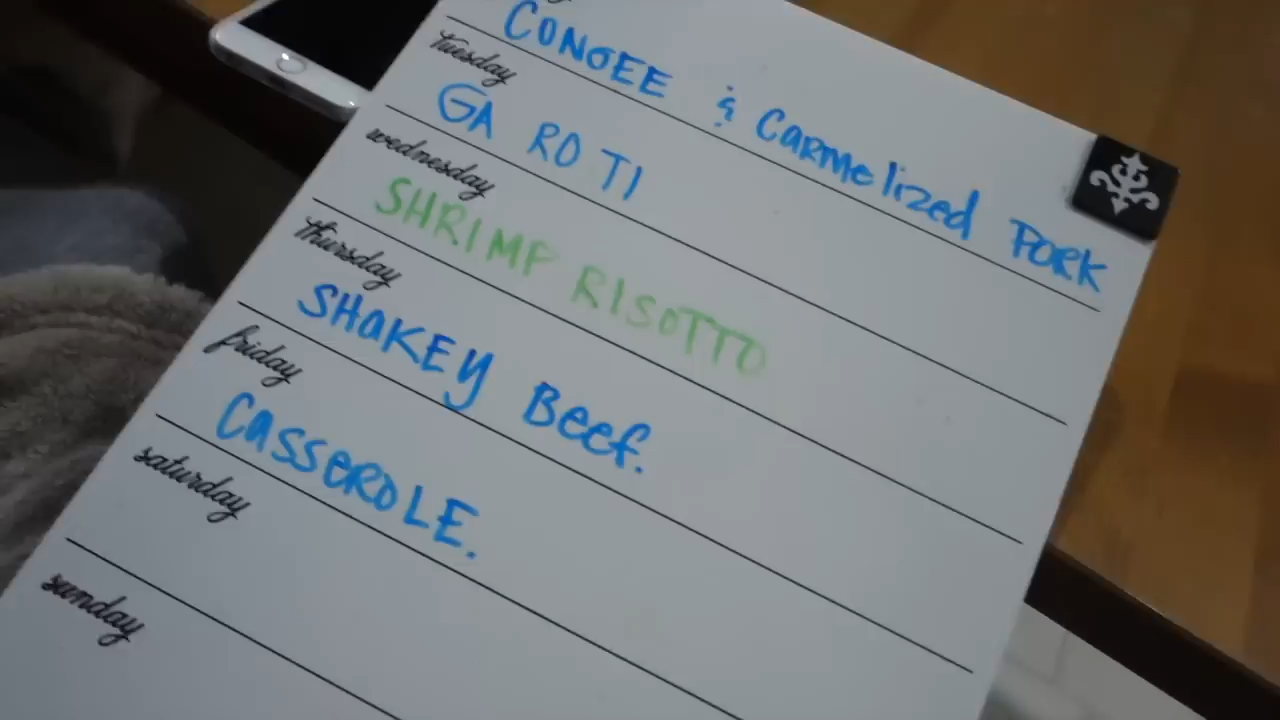 CONGEE & CARMelized PORK
tuesday
GA RO TI
wednesday
SHRIMP RISOTTO
thursday
SHaKEY Beef.
friday
CasseROLE.
saturday
sunday